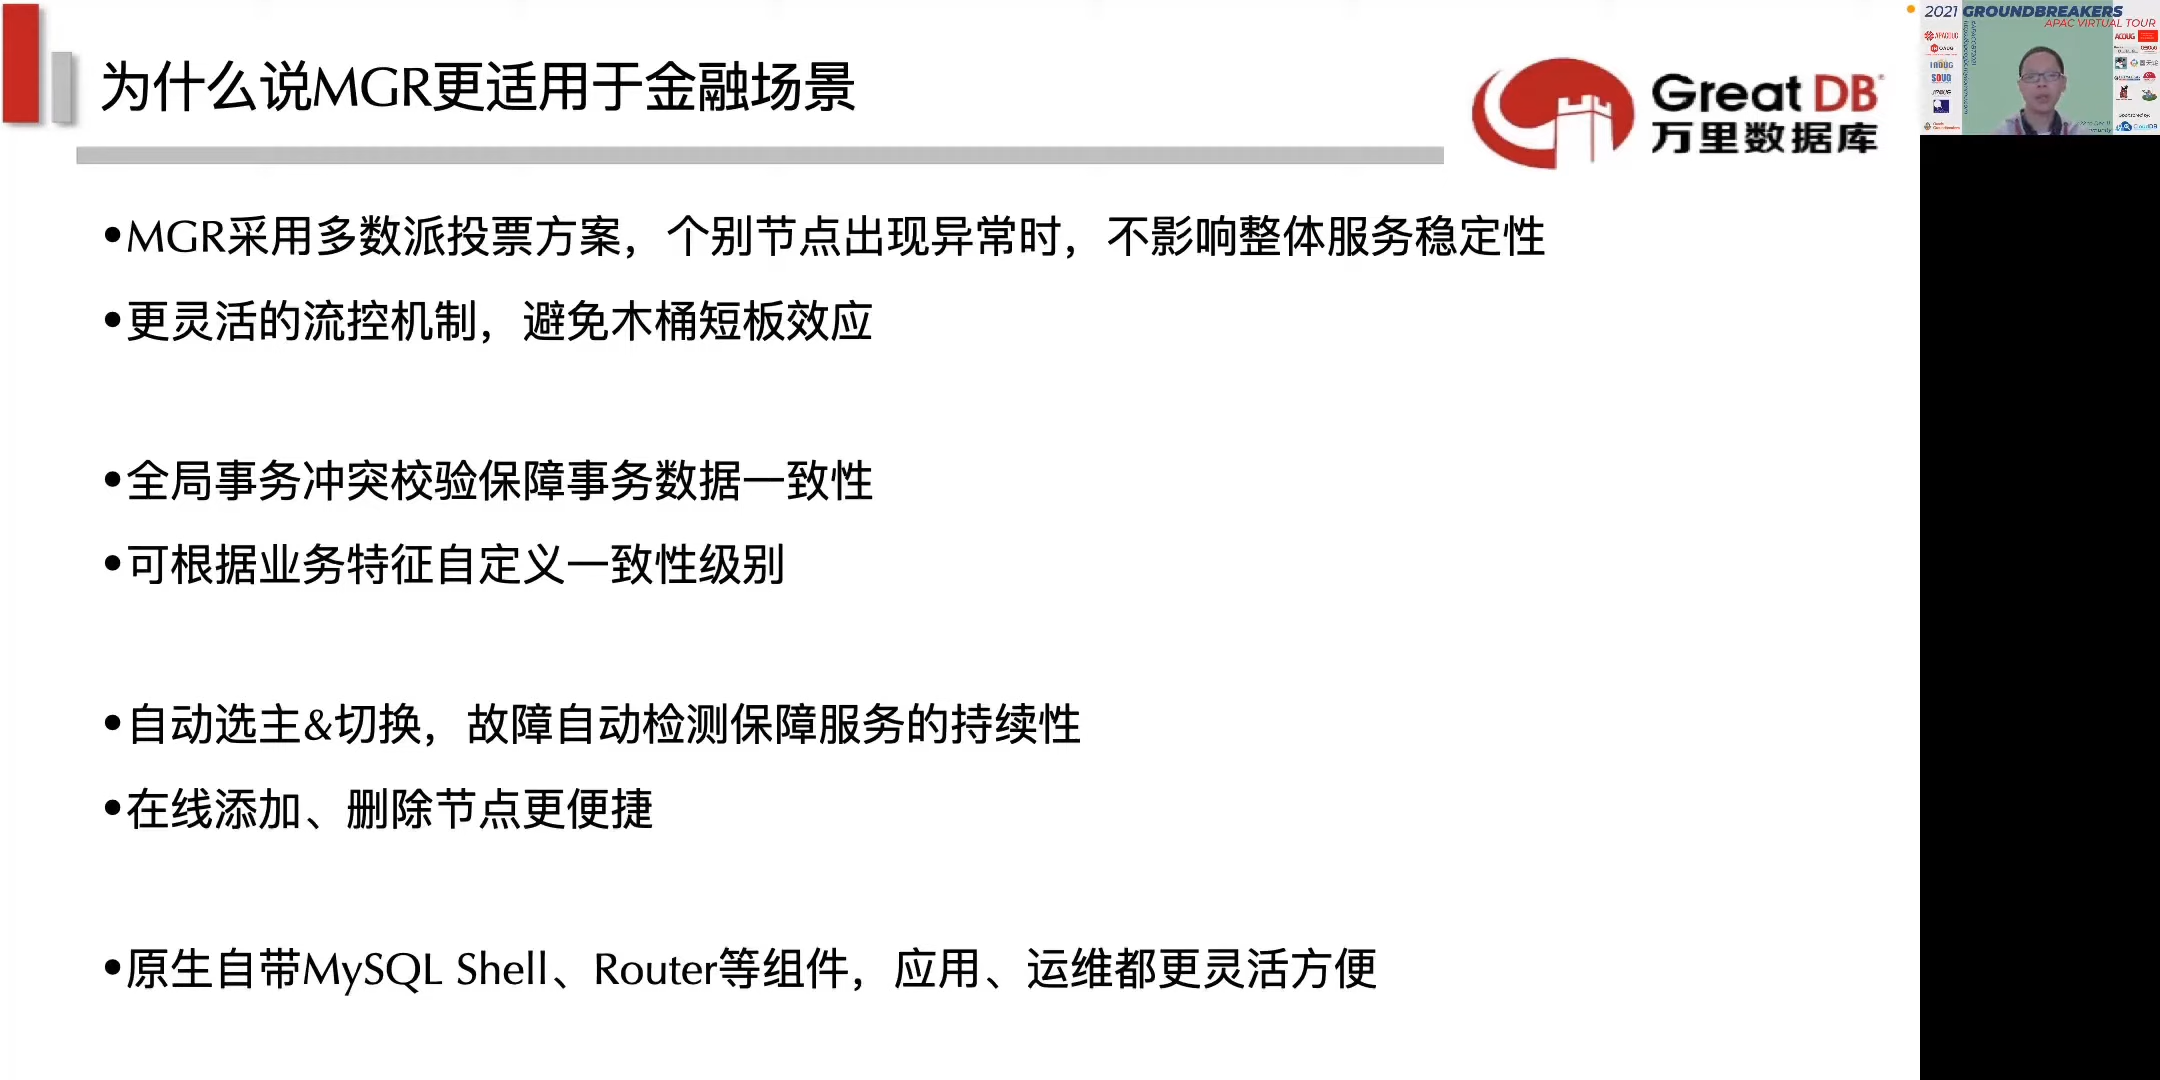 为什么说MGR更适用于金融场景
Great DB
万里数据库
2021 GROUNDBREAKERS
APAC VIRTUAL TOUR
•MGR采用多数派投票方案，个别节点出现异常时，不影响整体服务稳定性
•更灵活的流控机制，避免木桶短板效应
•全局事务冲突校验保障事务数据一致性
•可根据业务特征自定义一致性级别
•自动选主&切换，故障自动检测保障服务的持续性
•在线添加、删除节点更便捷
•原生自带MySQL Shell、Router等组件，应用、运维都更灵活方便